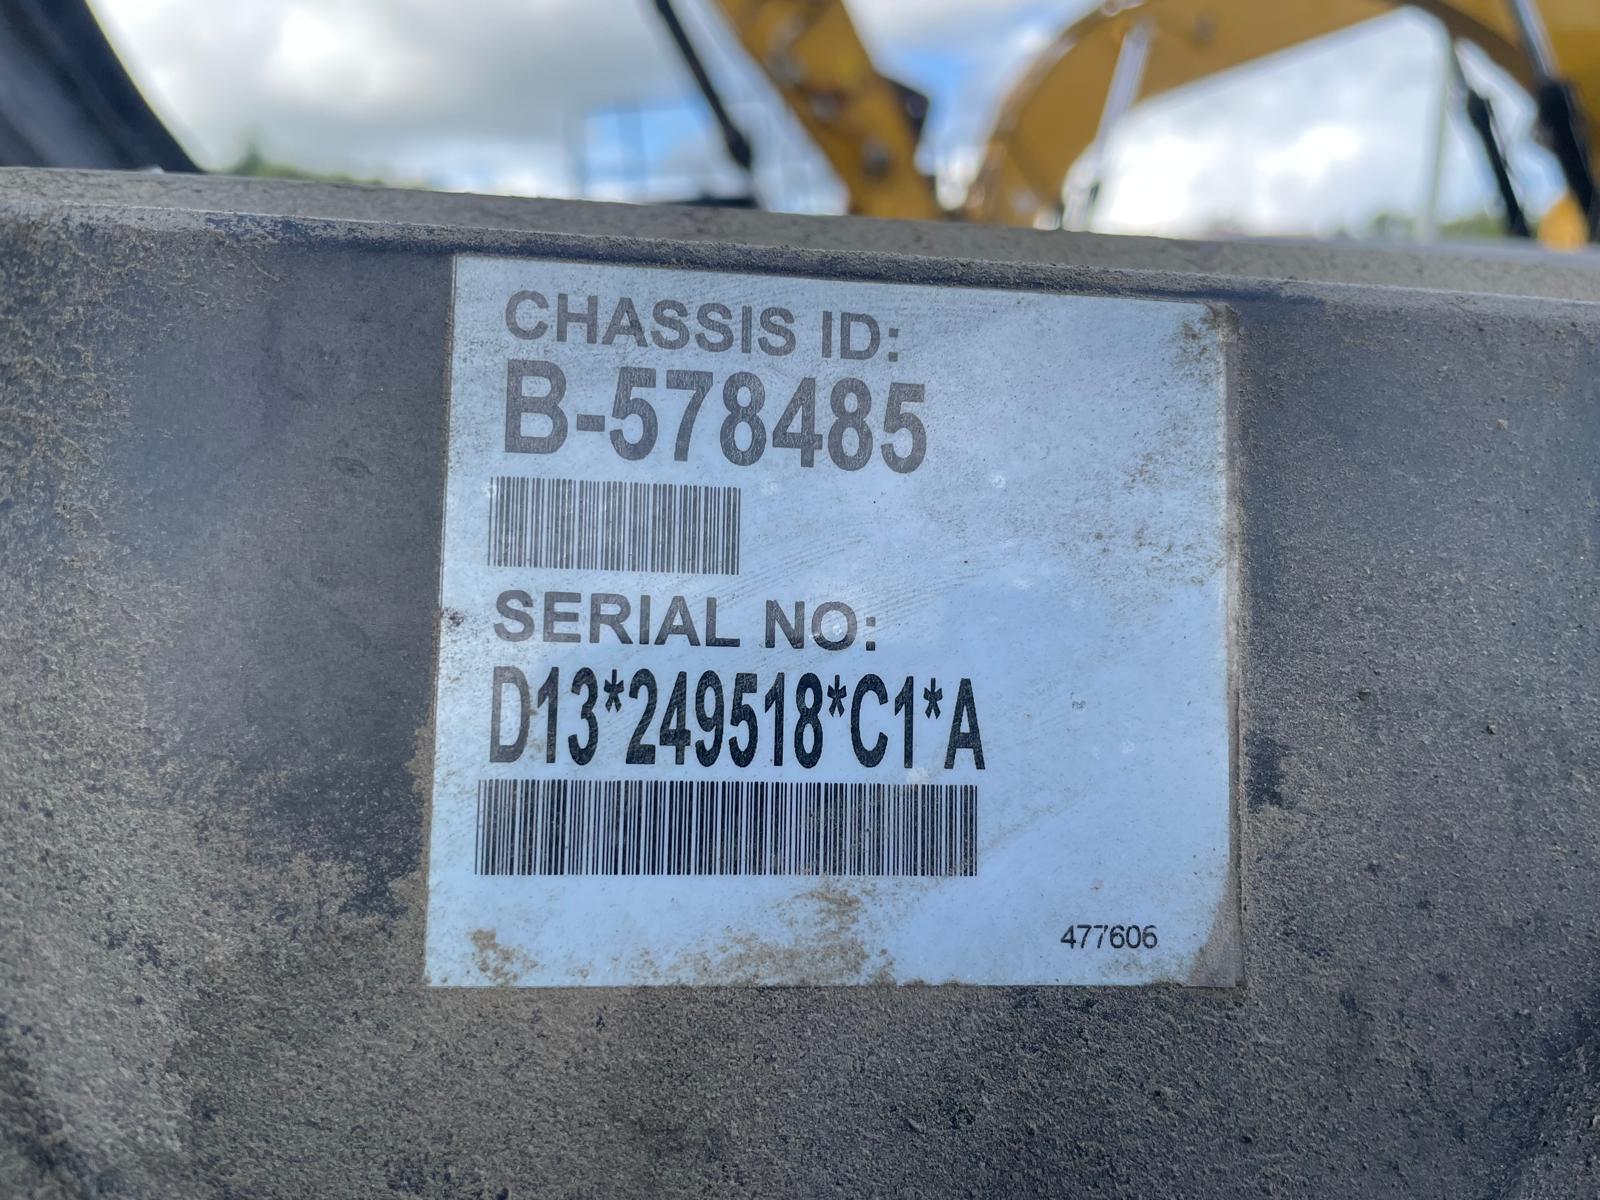 CHASSIS ID:
B-578485
SERIAL NO:
D13*249518*C1*A
477606